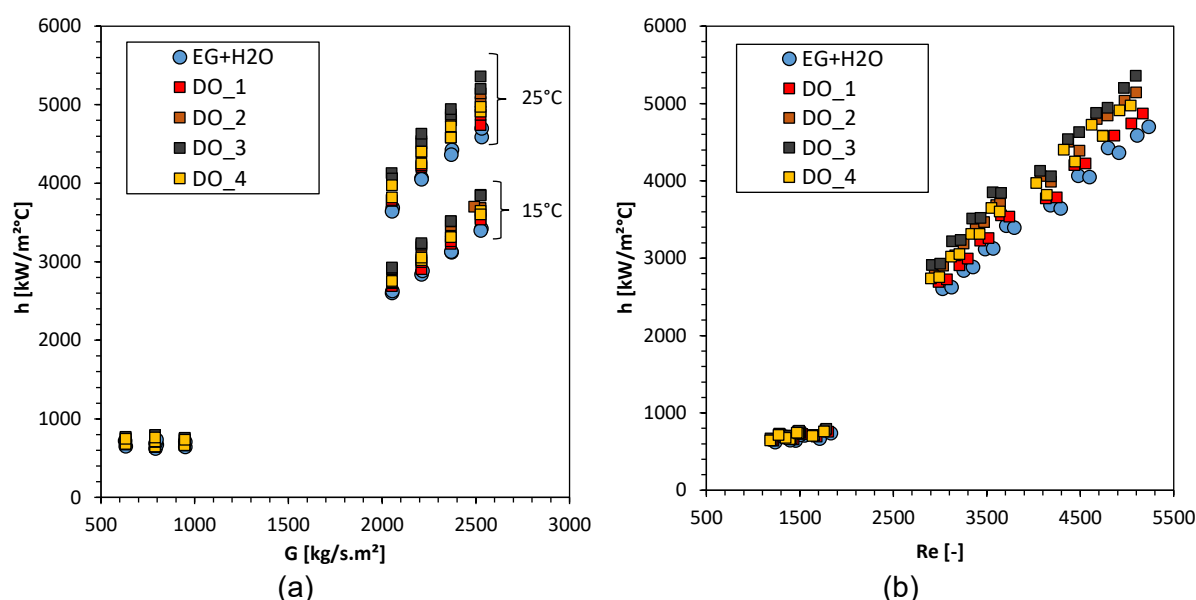 6000
5000
4000
3000
2000
1000
0
500
1000
1500
2000
2500
3000
h [kW/m²°C]
G [kg/s.m²]
EG+H2O
DO_1
DO_2
DO_3
DO_4
25°C
15°C
(a)
6000
5000
4000
3000
2000
1000
0
500
1500
2500
3500
4500
5500
h [kW/m²°C]
Re [-]
EG+H2O
DO_1
DO_2
DO_3
DO_4
(b)